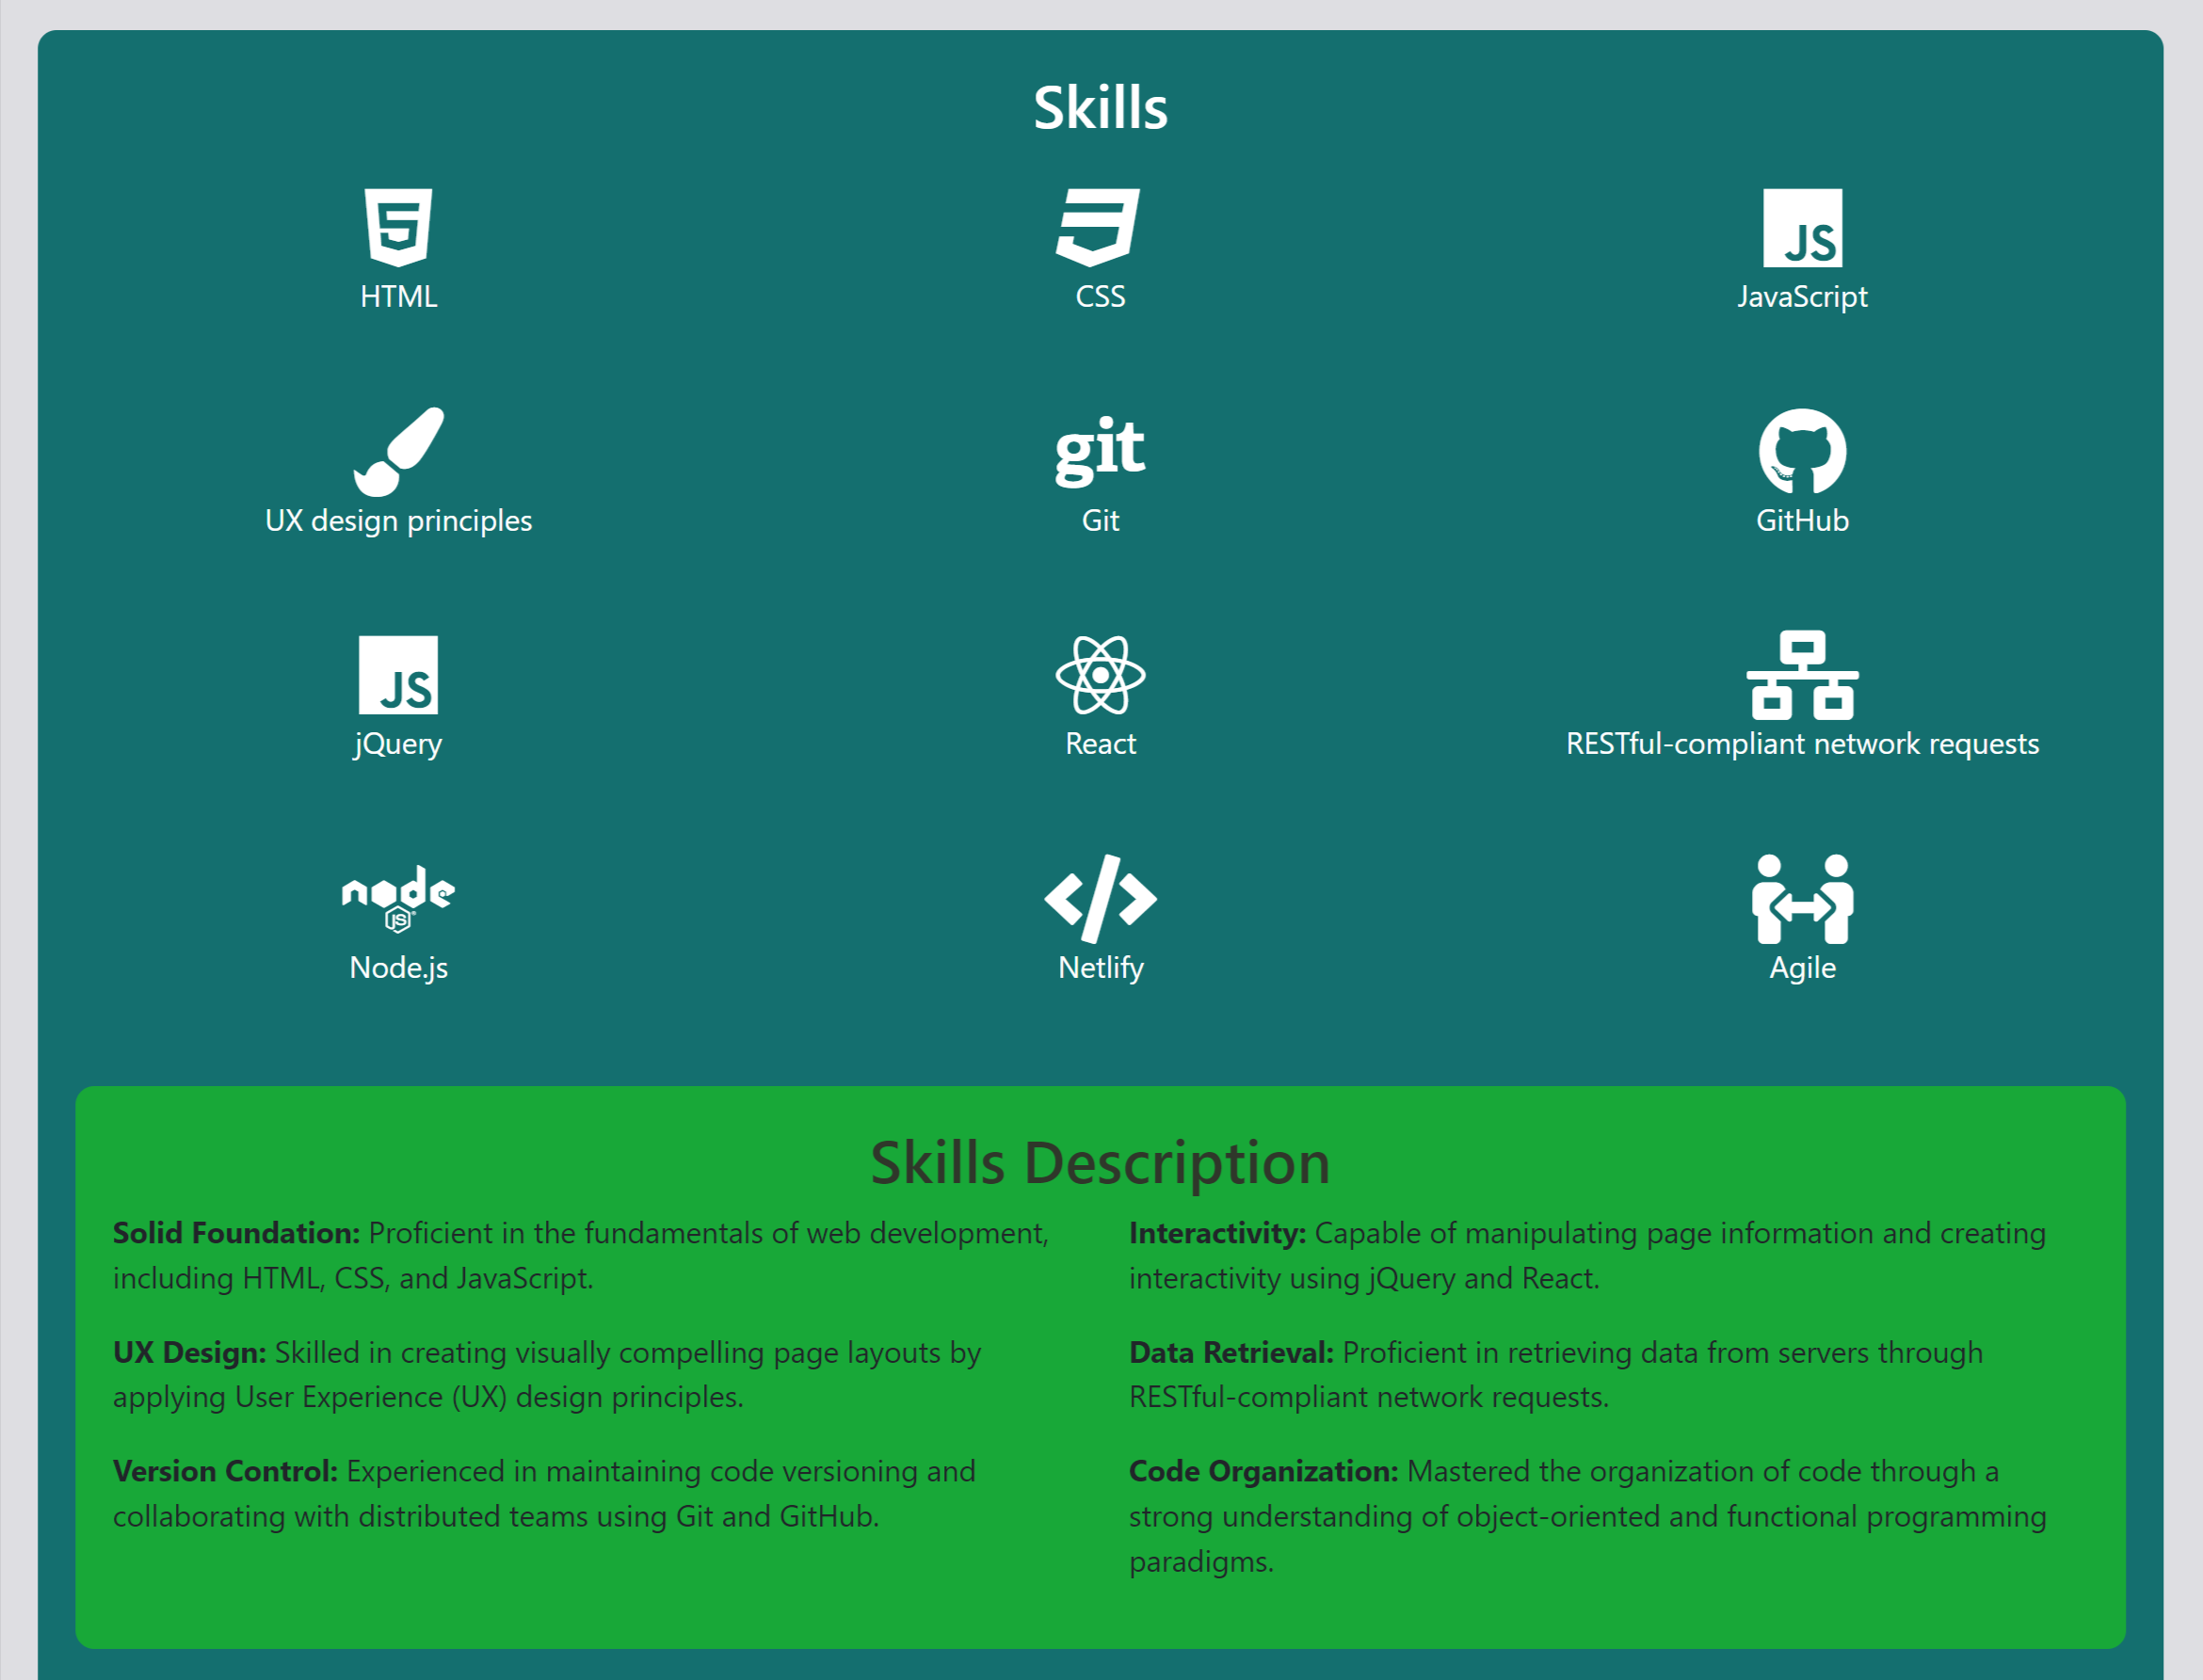 Skills
HTML
CSS
JS
JavaScript
UX design principles
git
Git
GitHub
JS
jQuery
React
RESTful-compliant network requests
node
JS
Node.js
Netlify
Agile
Skills Description
Solid Foundation: Proficient in the fundamentals of web development,
including HTML, CSS, and JavaScript.
UX Design: Skilled in creating visually compelling page layouts by
applying User Experience (UX) design principles.
Version Control: Experienced in maintaining code versioning and
collaborating with distributed teams using Git and GitHub.
Interactivity: Capable of manipulating page information and creating
interactivity using jQuery and React.
Data Retrieval: Proficient in retrieving data from servers through
RESTful-compliant network requests.
Code Organization: Mastered the organization of code through a
strong understanding of object-oriented and functional programming
paradigms.